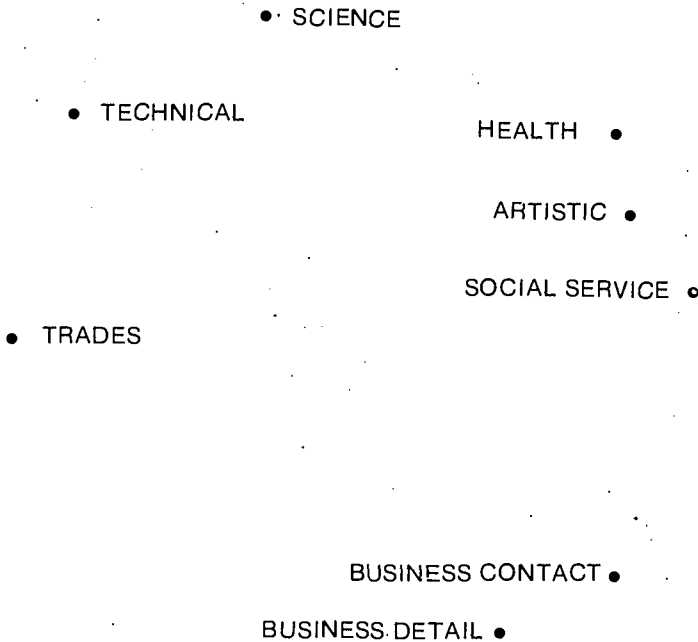 SCIENCE
TECHNICAL
HEALTH
ARTISTIC
SOCIAL SERVICE
TRADES
BUSINESS CONTACT
BUSINESS DETAIL